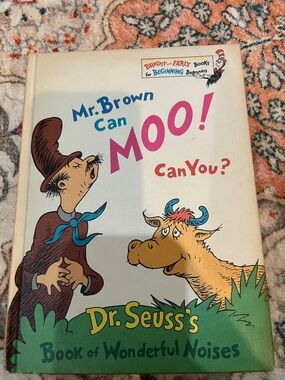 BRIGHT and EARLY Books
for BEGINNING Beginners
Mr. Brown
Can
MOO!
Can You?
Dr. Seuss's
Book of Wonderful Noises